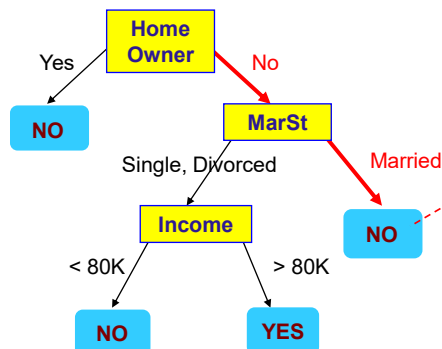 Home
Owner
Yes
No
NO
MarSt
Single, Divorced
Married
Income
NO
< 80K
> 80K
NO
YES